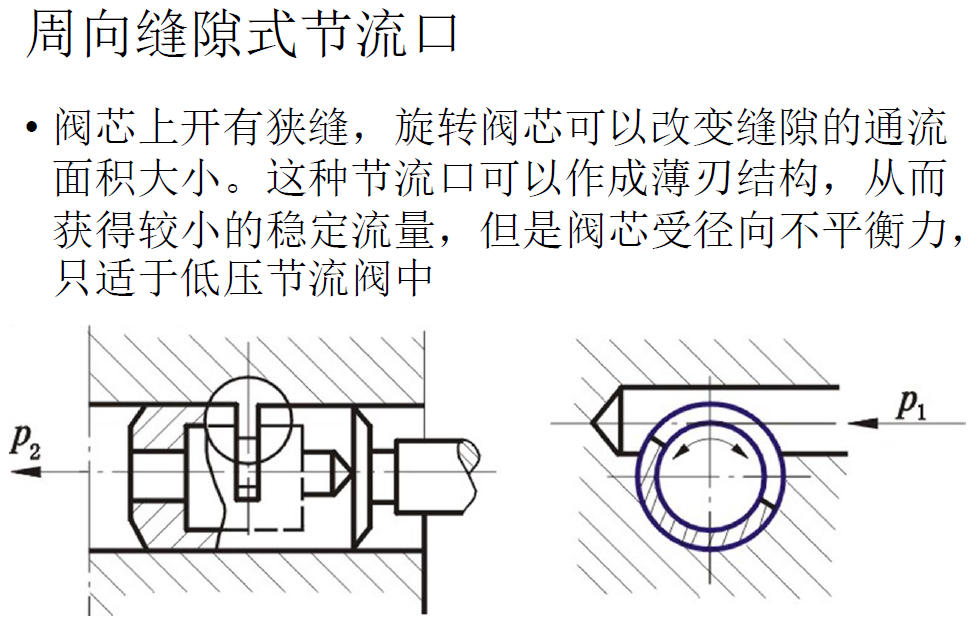 周向缝隙式节流口
• 阀芯上开有狭缝，旋转阀芯可以改变缝隙的通流
面积大小。这种节流口可以作成薄刃结构，从而
获得较小的稳定流量，但是阀芯受径向不平衡力，
只适于低压节流阀中
p2
p1